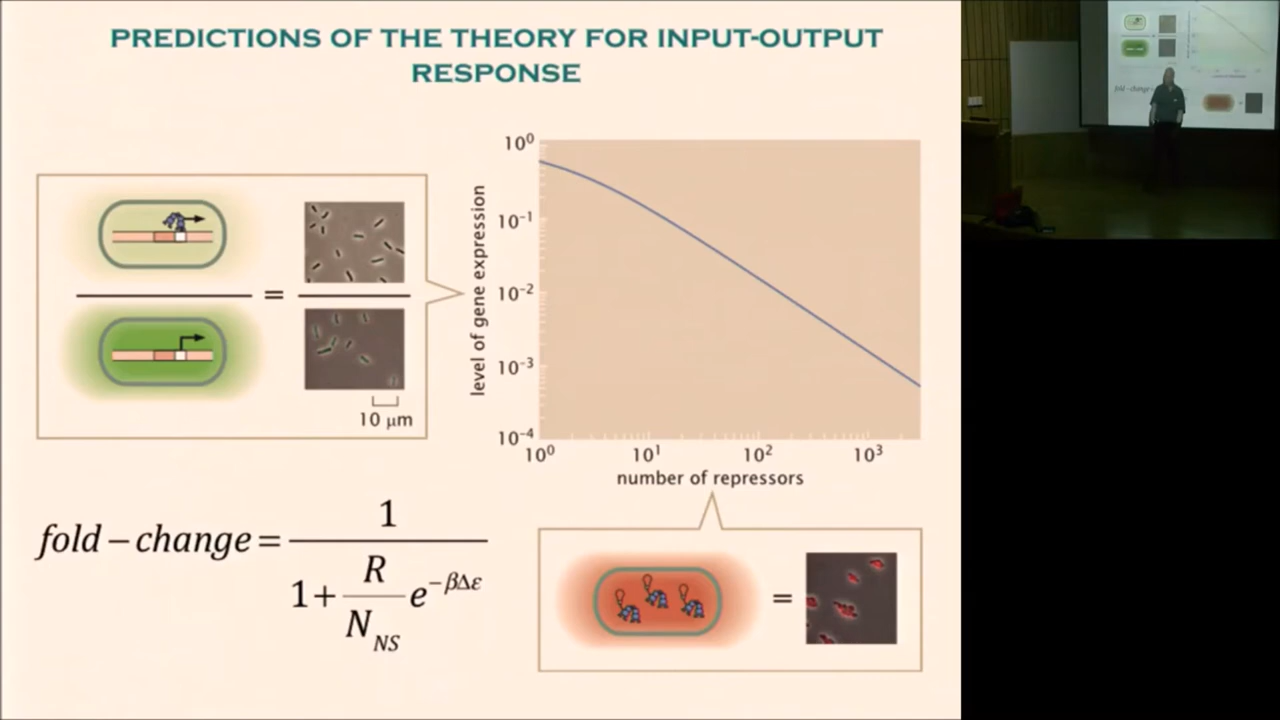 PREDICTIONS OF THE THEORY FOR INPUT-OUTPUT
RESPONSE
=
10 μm
level of gene expression
10⁰
10⁻¹
10⁻²
10⁻³
10⁻⁴
10⁰ 10¹ 10² 10³
number of repressors
fold – change = 1 / (1 + R/N_NS e^(−βΔε))
=